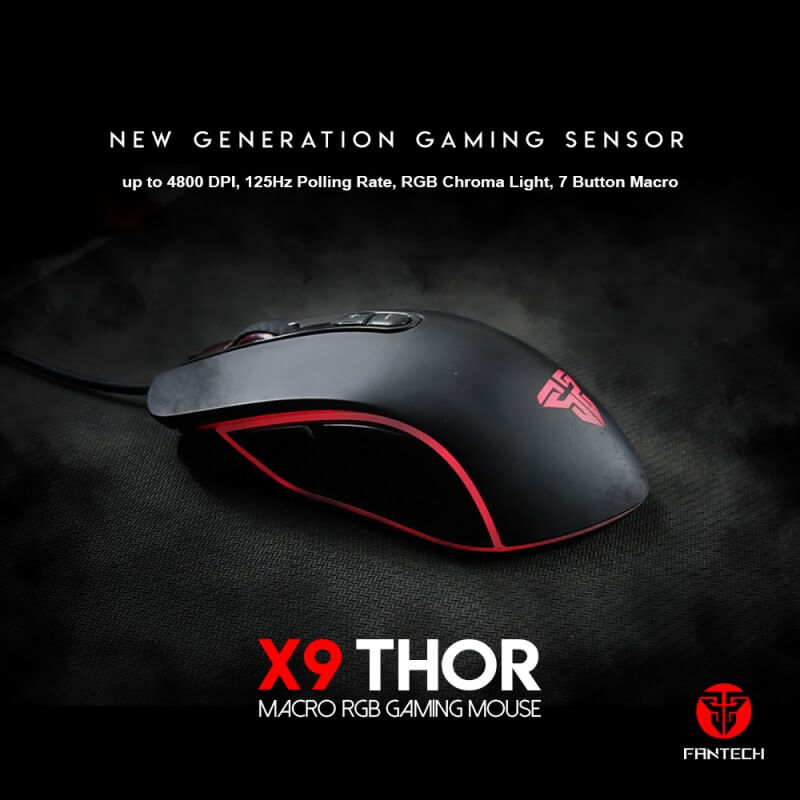 NEW GENERATION GAMING SENSOR
up to 4800 DPI, 125Hz Polling Rate, RGB Chroma Light, 7 Button Macro
X9 THOR
MACRO RGB GAMING MOUSE
FANTECH